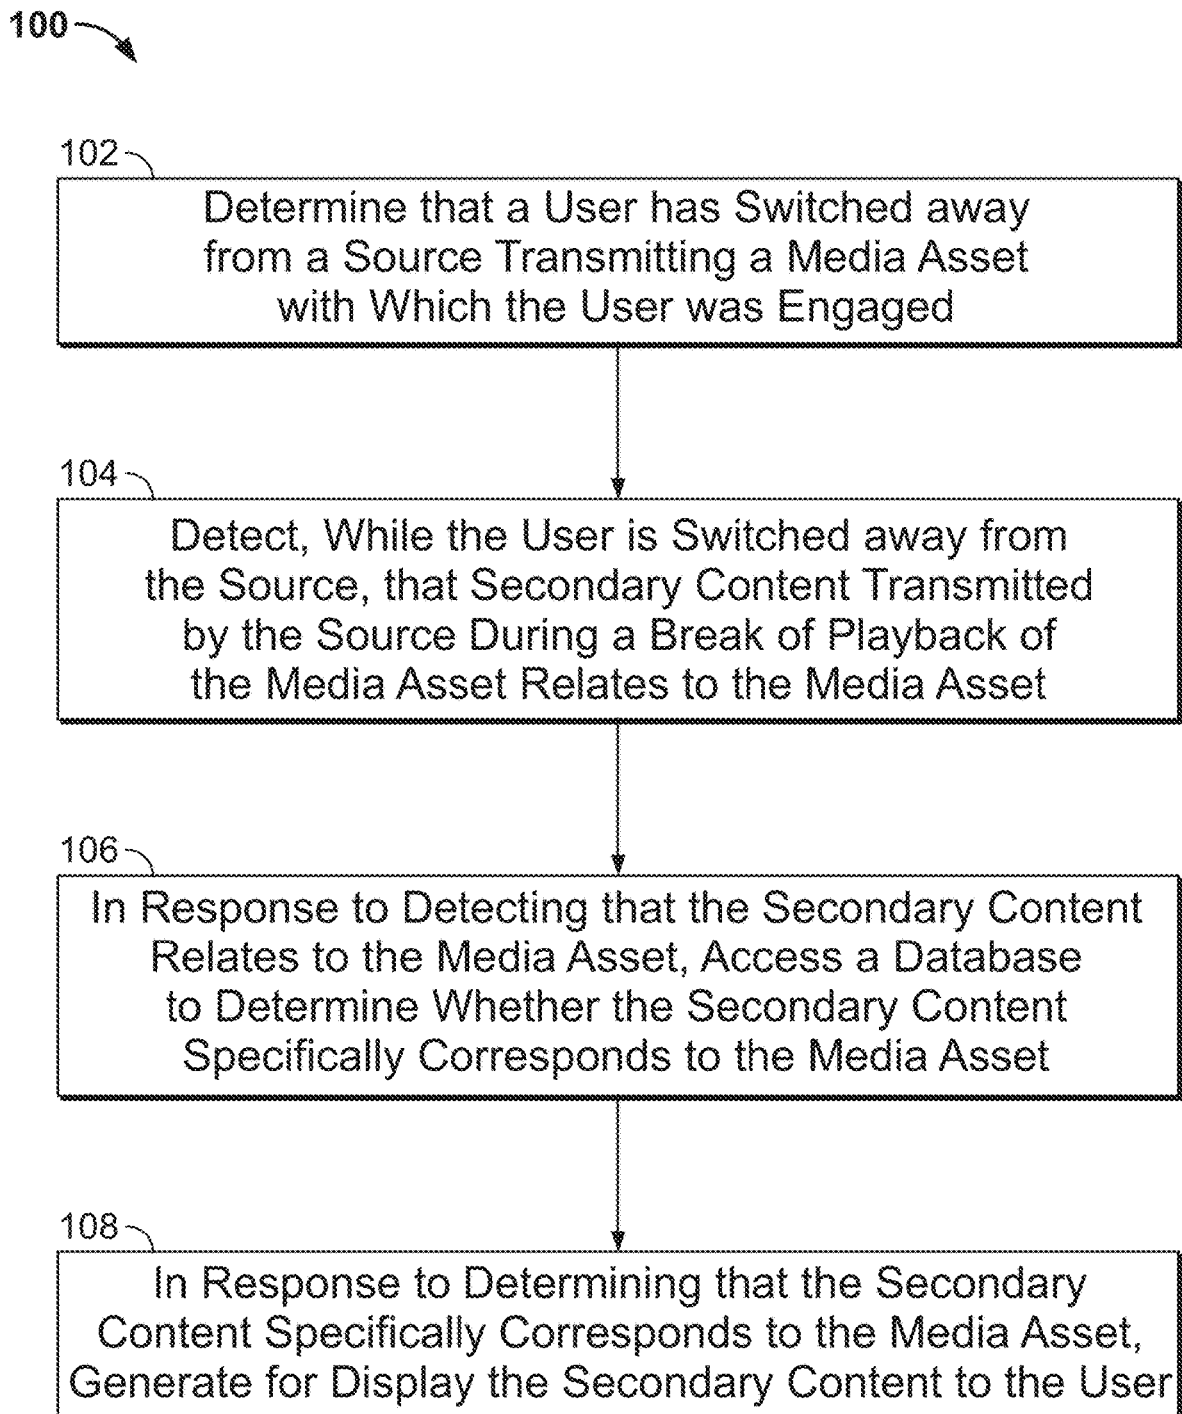 100
102
Determine that a User has Switched away
from a Source Transmitting a Media Asset
with Which the User was Engaged
104
Detect, While the User is Switched away from
the Source, that Secondary Content Transmitted
by the Source During a Break of Playback of
the Media Asset Relates to the Media Asset
106
In Response to Detecting that the Secondary Content
Relates to the Media Asset, Access a Database
to Determine Whether the Secondary Content
Specifically Corresponds to the Media Asset
108
In Response to Determining that the Secondary
Content Specifically Corresponds to the Media Asset,
Generate for Display the Secondary Content to the User